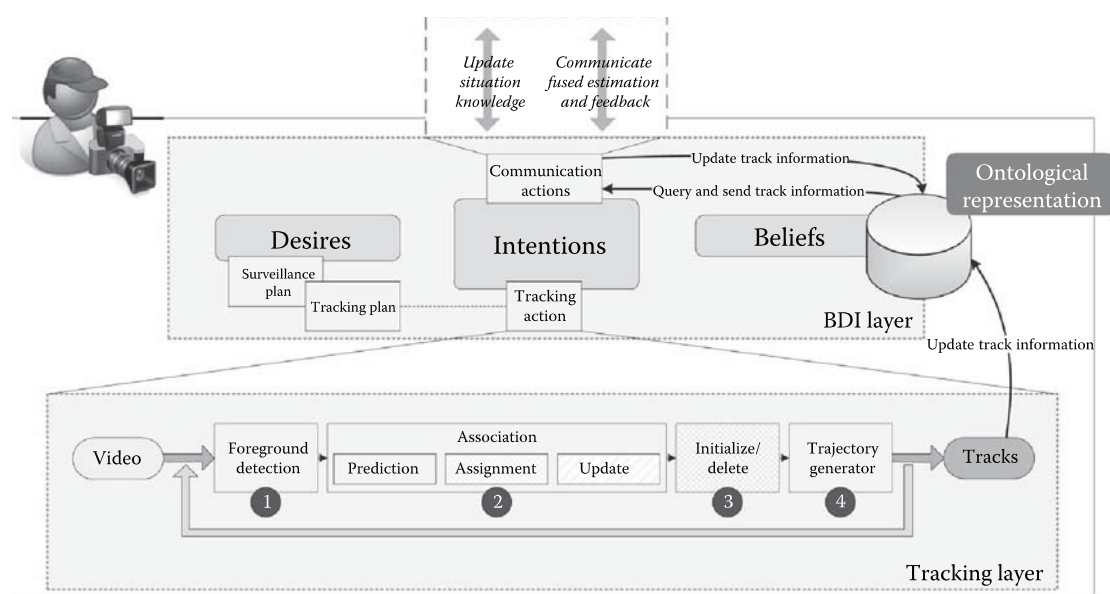 Update
situation
knowledge
Communicate
fused estimation
and feedback
Communication
actions
Update track information
Query and send track information
Ontological
representation
Desires
Intentions
Beliefs
Surveillance
plan
Tracking plan
Tracking
action
BDI layer
Update track information
Video
Foreground
detection
Association
Prediction
Assignment
Update
Initialize/
delete
Trajectory
generator
Tracks
1
2
3
4
Tracking layer